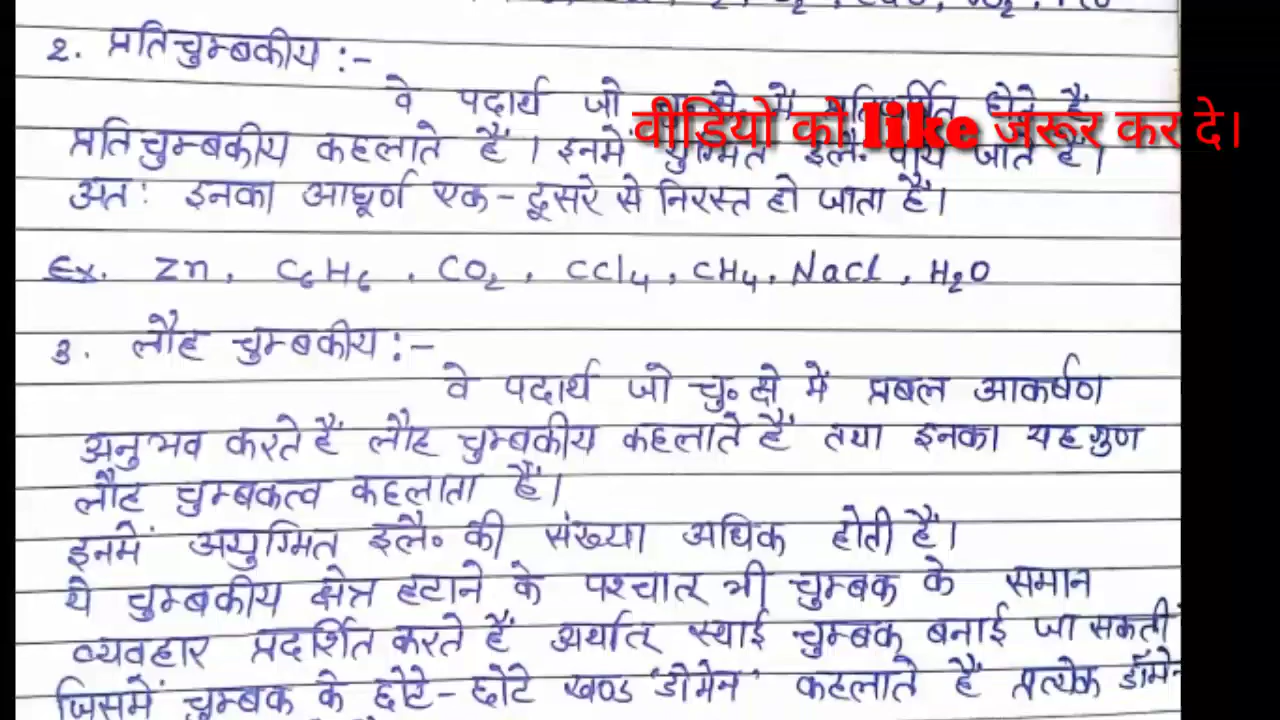 2. प्रतिचुम्बकीय :-
वे पदार्थ जो में प्रतिकर्षित होते हैं
वीडियो को like जरूर कर दे।
प्रतिचुम्बकीय कहलाते हैं । इनमें युग्मित इलै॰ पाये जाते हैं।
अतः इनका आघूर्ण एक - दूसरे से निरस्त हो जाता हैं।
Ex. Zn, C6H6, CO2, CCl4, CH4, NaCl, H2O
3. लौह चुम्बकीय :-
वे पदार्थ जो चु॰ क्षे में प्रबल आकर्षण
अनुभव करते हैं लौह चुम्बकीय कहलाते हैं तथा इनका यह गुण
लौह चुम्बकत्व कहलाता हैं।
इनमें अयुग्मित इलै॰ की संख्या अधिक होती हैं।
ये चुम्बकीय क्षेत्र हटाने के पश्चात् भी चुम्बक के समान
व्यवहार प्रदर्शित करते हैं अर्थात् स्थाई चुम्बक बनाई जा सकती
जिसमें चुम्बक के छोटे - छोटे खण्ड 'डोमेन' कहलाते हैं प्रत्येक डॉमेन